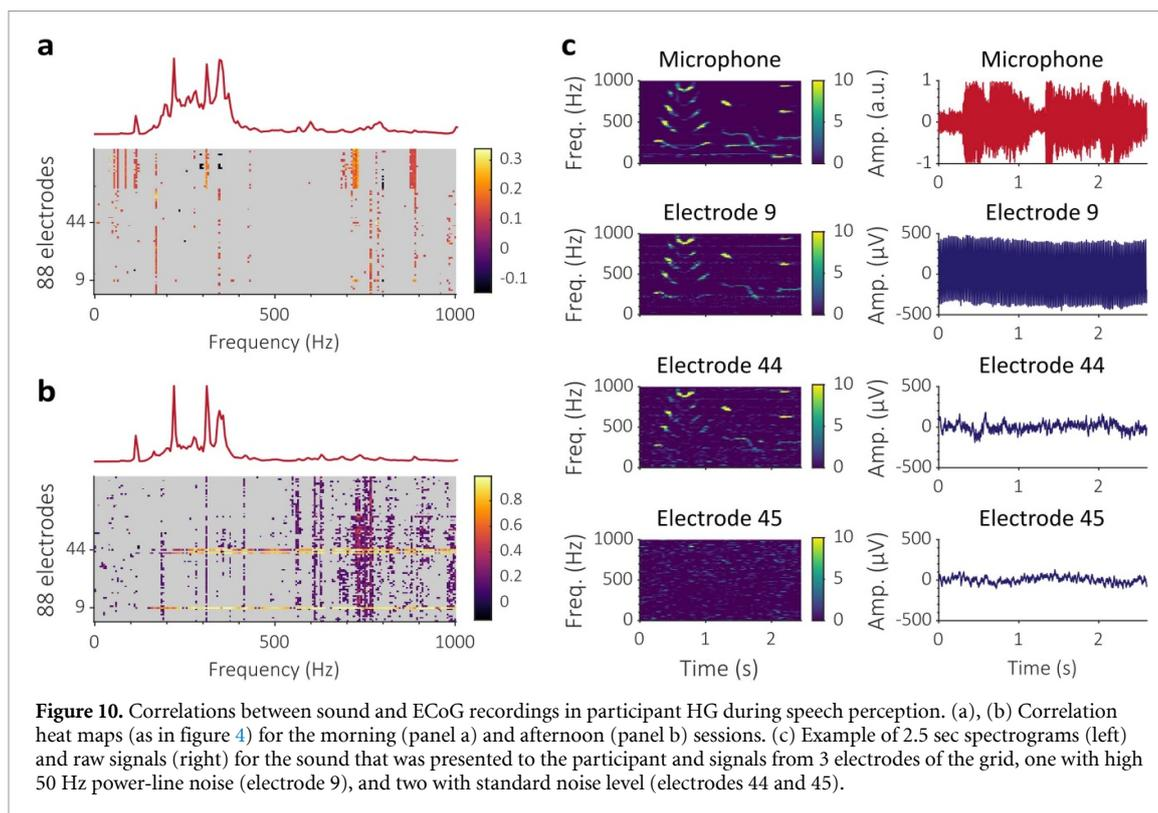 a
0.3
0.2
0.1
0
-0.1
88 electrodes
44
9
0
500
1000
Frequency (Hz)
b
0.8
0.6
0.4
0.2
0
88 electrodes
44
9
0
500
1000
Frequency (Hz)
c
Microphone
Freq. (Hz)
1000
500
0
10
5
0
Microphone
Amp. (a.u.)
1
0
-1
0
1
2
Electrode 9
Freq. (Hz)
1000
500
0
10
5
0
Electrode 9
Amp. (µV)
500
0
-500
0
1
2
Electrode 44
Freq. (Hz)
1000
500
0
10
5
0
Electrode 44
Amp. (µV)
500
0
-500
0
1
2
Electrode 45
Freq. (Hz)
1000
500
0
10
5
0
0
1
2
Time (s)
Electrode 45
Amp. (µV)
500
0
-500
0
1
2
Time (s)
Figure 10. Correlations between sound and ECoG recordings in participant HG during speech perception. (a), (b) Correlation
heat maps (as in figure 4) for the morning (panel a) and afternoon (panel b) sessions. (c) Example of 2.5 sec spectrograms (left)
and raw signals (right) for the sound that was presented to the participant and signals from 3 electrodes of the grid, one with high
50 Hz power-line noise (electrode 9), and two with standard noise level (electrodes 44 and 45).